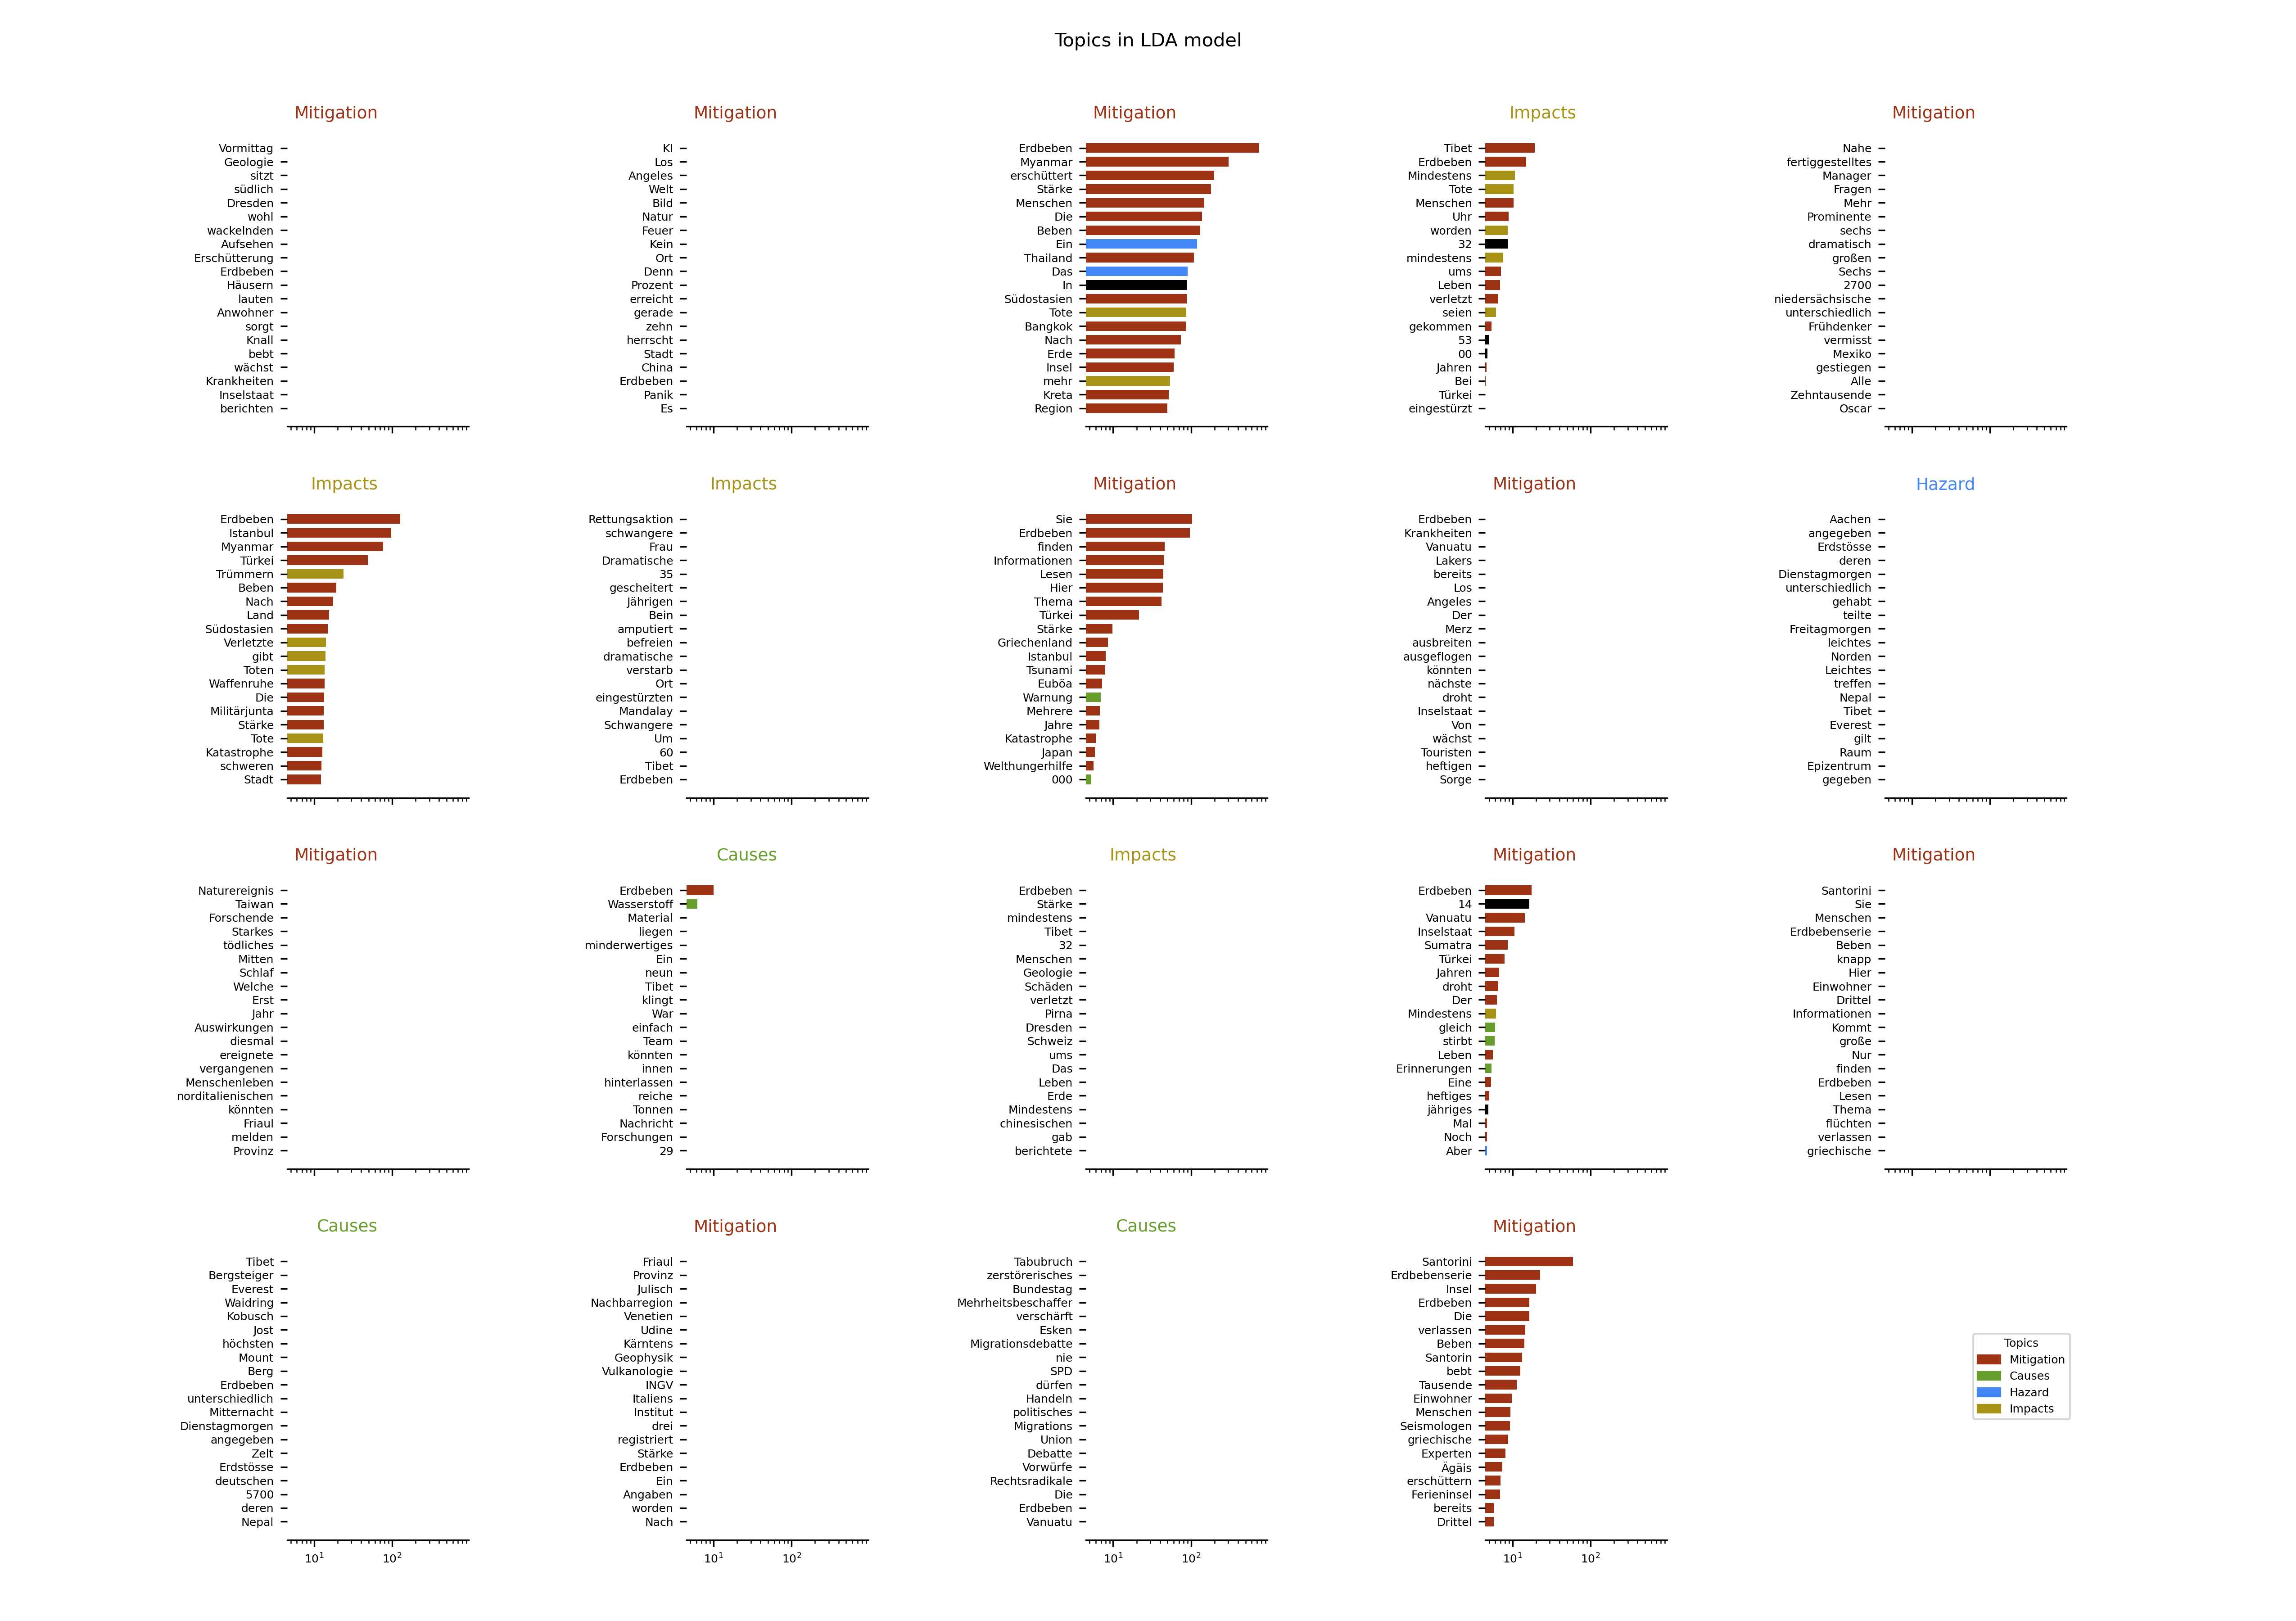 Topics in LDA model
Mitigation
Vormittag
Geologie
sitzt
südlich
Dresden
wohl
wackelnden
Aufsehen
Erschütterung
Erdbeben
Häusern
lauten
Anwohner
sorgt
Knall
bebt
wächst
Krankheiten
Inselstaat
berichten
Mitigation
KI
Los
Angeles
Welt
Bild
Natur
Feuer
Kein
Ort
Denn
Prozent
erreicht
gerade
zehn
herrscht
Stadt
China
Erdbeben
Panik
Es
Mitigation
Erdbeben
Myanmar
erschüttert
Stärke
Menschen
Die
Beben
Ein
Thailand
Das
In
Südostasien
Tote
Bangkok
Nach
Erde
Insel
mehr
Kreta
Region
Impacts
Tibet
Erdbeben
Mindestens
Tote
Menschen
Uhr
worden
32
mindestens
ums
Leben
verletzt
seien
gekommen
53
00
Jahren
Bei
Türkei
eingestürzt
Mitigation
Nahe
fertiggestelltes
Manager
Fragen
Mehr
Prominente
sechs
dramatisch
großen
Sechs
2700
niedersächsische
unterschiedlich
Frühdenker
vermisst
Mexiko
gestiegen
Alle
Zehntausende
Oscar
Impacts
Erdbeben
Istanbul
Myanmar
Türkei
Trümmern
Beben
Nach
Land
Südostasien
Verletzte
gibt
Toten
Waffenruhe
Die
Militärjunta
Stärke
Tote
Katastrophe
schweren
Stadt
Impacts
Rettungsaktion
schwangere
Frau
Dramatische
35
gescheitert
Jährigen
Bein
amputiert
befreien
dramatische
verstarb
Ort
eingestürzten
Mandalay
Schwangere
Um
60
Tibet
Erdbeben
Mitigation
Sie
Erdbeben
finden
Informationen
Lesen
Hier
Thema
Türkei
Stärke
Griechenland
Istanbul
Tsunami
Euböa
Warnung
Mehrere
Jahre
Katastrophe
Japan
Welthungerhilfe
000
Mitigation
Erdbeben
Krankheiten
Vanuatu
Lakers
bereits
Los
Angeles
Der
Merz
ausbreiten
ausgeflogen
könnten
nächste
droht
Inselstaat
Von
wächst
Touristen
heftigen
Sorge
Hazard
Aachen
angegeben
Erdstösse
deren
Dienstagmorgen
unterschiedlich
gehabt
teilte
Freitagmorgen
leichtes
Norden
Leichtes
treffen
Nepal
Tibet
Everest
gilt
Raum
Epizentrum
gegeben
Mitigation
Naturereignis
Taiwan
Forschende
Starkes
tödliches
Mitten
Schlaf
Welche
Erst
Jahr
Auswirkungen
diesmal
ereignete
vergangenen
Menschenleben
norditalienischen
könnten
Friaul
melden
Provinz
Causes
Erdbeben
Wasserstoff
Material
liegen
minderwertiges
Ein
neun
Tibet
klingt
War
einfach
Team
könnten
innen
hinterlassen
reiche
Tonnen
Nachricht
Forschungen
29
Impacts
Erdbeben
Stärke
mindestens
Tibet
32
Menschen
Geologie
Schäden
verletzt
Pirna
Dresden
Schweiz
ums
Das
Leben
Erde
Mindestens
chinesischen
gab
berichtete
Mitigation
Erdbeben
14
Vanuatu
Inselstaat
Sumatra
Türkei
Jahren
droht
Der
Mindestens
gleich
stirbt
Leben
Erinnerungen
Eine
heftiges
jähriges
Mal
Noch
Aber
Mitigation
Santorini
Sie
Menschen
Erdbebenserie
Beben
knapp
Hier
Einwohner
Drittel
Informationen
Kommt
große
Nur
finden
Erdbeben
Lesen
Thema
flüchten
verlassen
griechische
Causes
Tibet
Bergsteiger
Everest
Waidring
Kobusch
Jost
höchsten
Mount
Berg
Erdbeben
unterschiedlich
Mitternacht
Dienstagmorgen
angegeben
Zelt
Erdstösse
deutschen
5700
deren
Nepal
10¹ 10²
Mitigation
Friaul
Provinz
Julisch
Nachbarregion
Venetien
Udine
Kärntens
Geophysik
Vulkanologie
INGV
Italiens
Institut
drei
registriert
Stärke
Erdbeben
Ein
Angaben
worden
Nach
10¹ 10²
Causes
Tabubruch
zerstörerisches
Bundestag
Mehrheitsbeschaffer
verschärft
Esken
Migrationsdebatte
nie
SPD
dürfen
Handeln
politisches
Migrations
Union
Debatte
Vorwürfe
Rechtsradikale
Die
Erdbeben
Vanuatu
10¹ 10²
Mitigation
Santorini
Erdbebenserie
Insel
Erdbeben
Die
verlassen
Beben
Santorin
bebt
Tausende
Einwohner
Menschen
Seismologen
griechische
Experten
Ägäis
erschüttern
Ferieninsel
bereits
Drittel
10¹ 10²
Topics
Mitigation
Causes
Hazard
Impacts